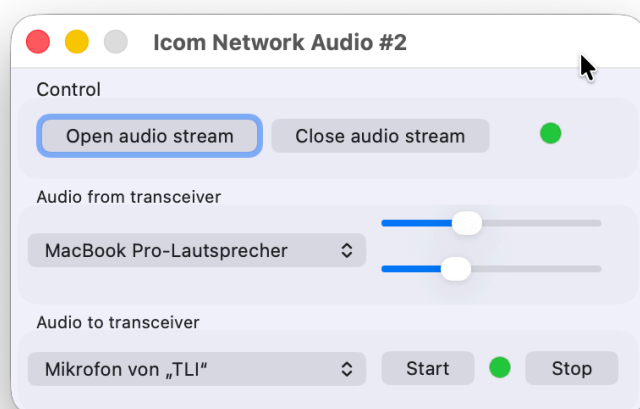 Icom Network Audio #2
Control
Open audio stream Close audio stream
Audio from transceiver
MacBook Pro-Lautsprecher
Audio to transceiver
Mikrofon von „TLI“ Start Stop